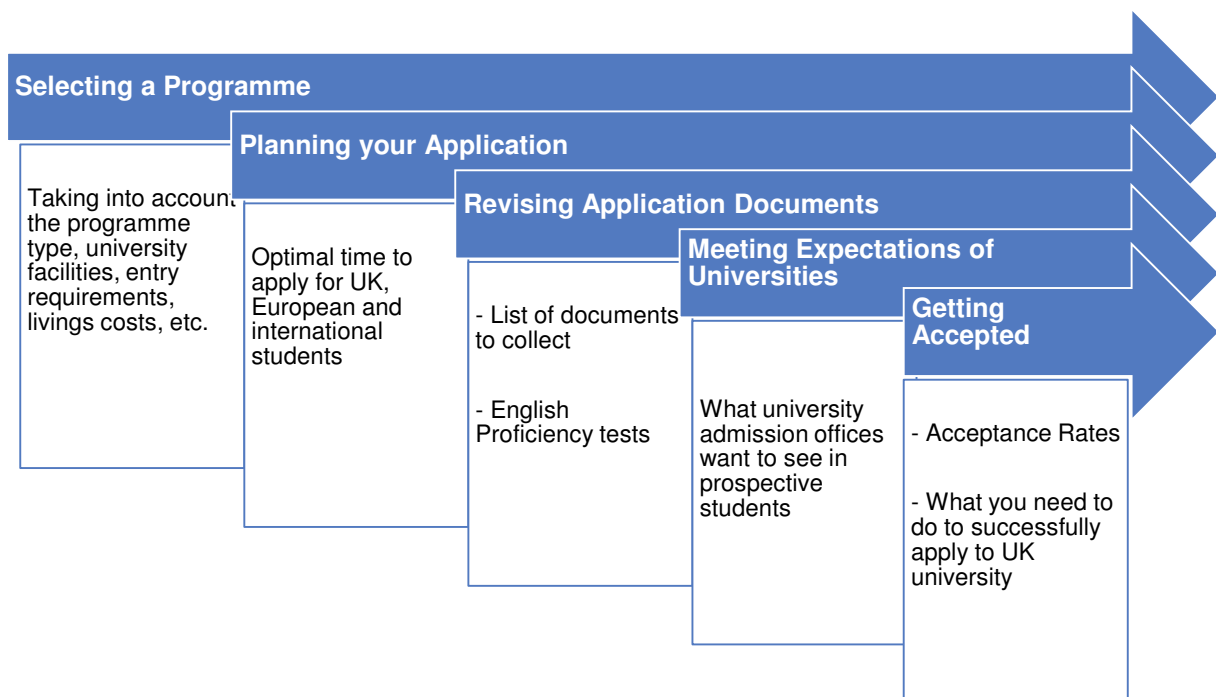 Selecting a Programme
Taking into account
the programme
type, university
facilities, entry
requirements,
livings costs, etc.
Planning your Application
Optimal time to
apply for UK,
European and
international
students
Revising Application Documents
- List of documents
to collect
- English
Proficiency tests
Meeting Expectations of
Universities
What university
admission offices
want to see in
prospective
students
Getting
Accepted
- Acceptance Rates
- What you need to
do to successfully
apply to UK
university